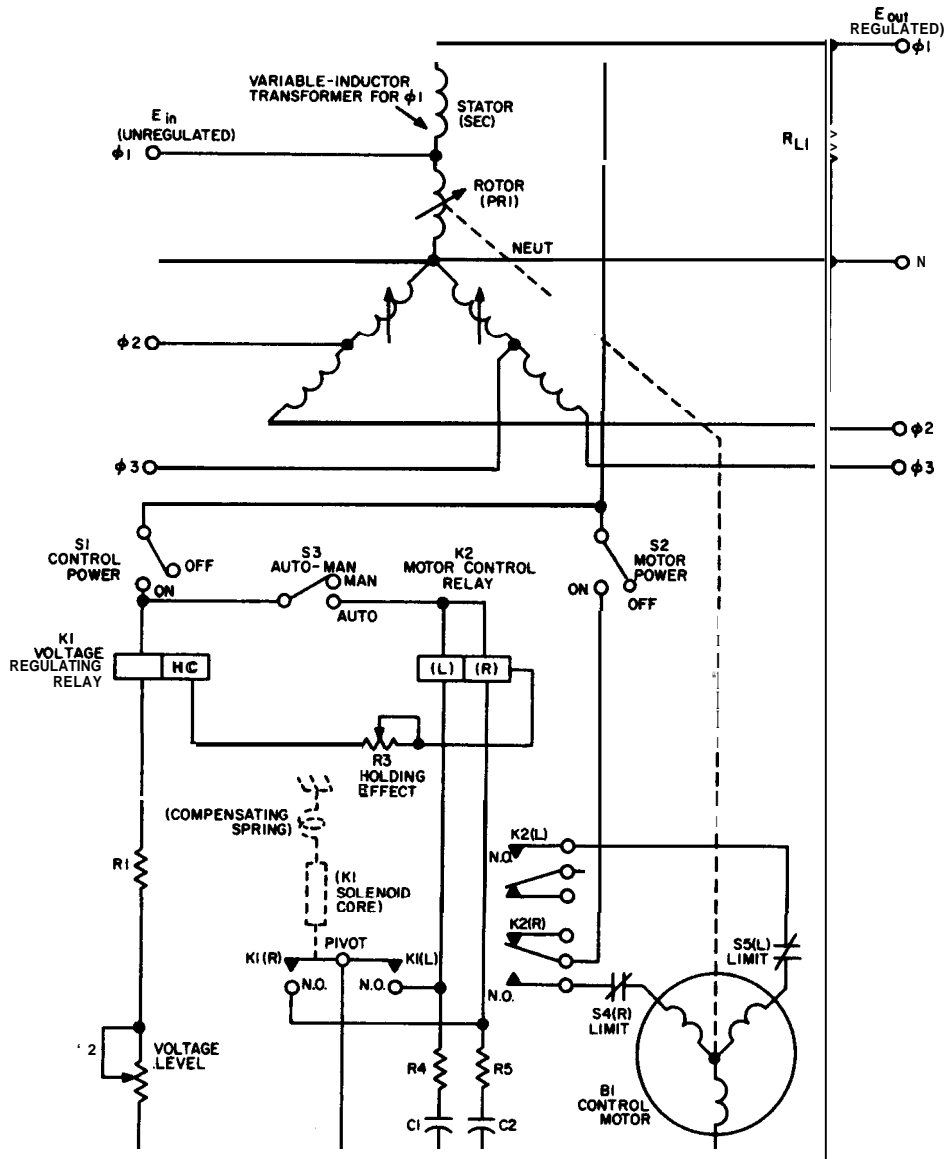 E out
REGuLATED)
ϕ1
VARIABLE-INDUCTOR
TRANSFORMER FOR ϕ1
STATOR
(SEC)
E in
(UNREGULATED)
ϕ1
RL1
ROTOR
(PRI)
NEUT
N
ϕ2
ϕ2
ϕ3
ϕ3
S1
CONTROL
POWER
OFF
ON
S3
AUTO-MAN
MAN
AUTO
K2
MOTOR CONTROL
RELAY
S2
MOTOR
POWER
ON
OFF
K1
VOLTAGE
REGULATING
RELAY
HC
(L)
(R)
R3
HOLDING
EFFECT
(COMPENSATING
SPRING)
R1
(K1
SOLENOID
CORE)
K2(L)
N.O.
K2(R)
N.O.
PIVOT
K1(R)
K1(L)
N.O.
N.O.
S5(L)
LIMIT
S4(R)
LIMIT
2
VOLTAGE
LEVEL
R4
R5
C1
C2
B1
CONTROL
MOTOR